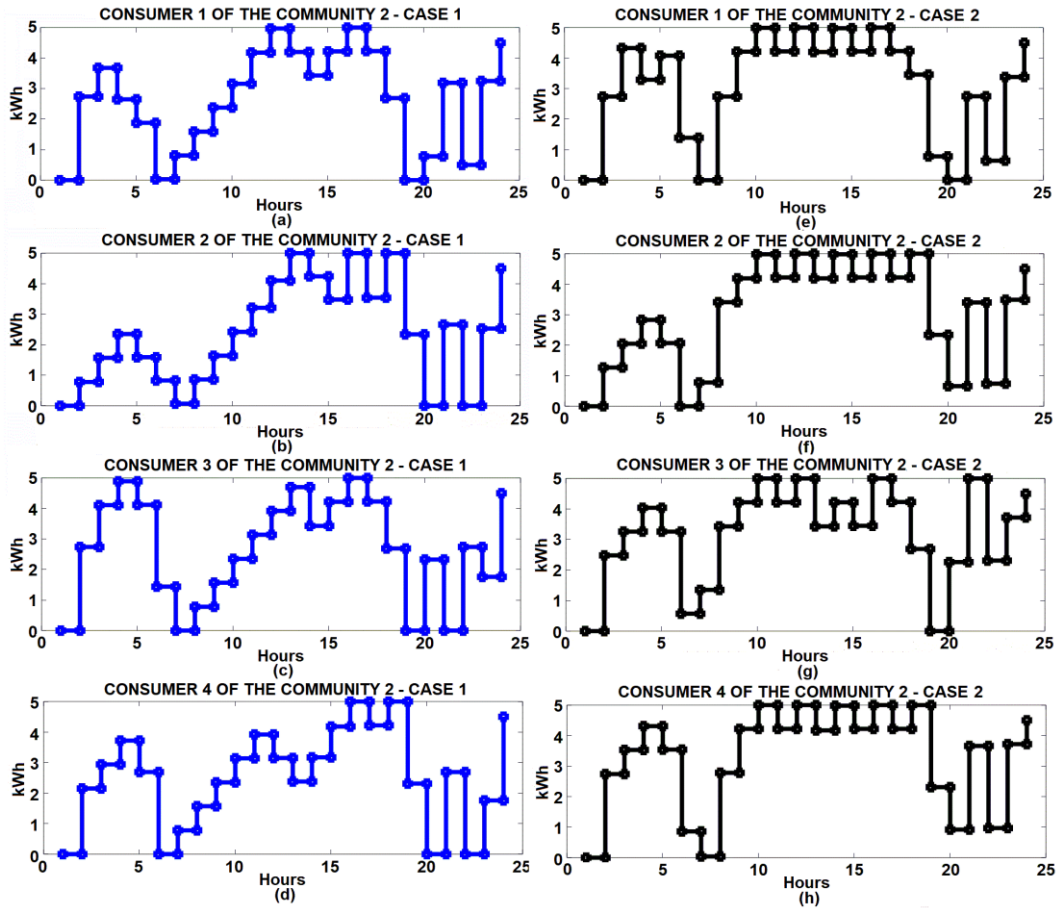 CONSUMER 1 OF THE COMMUNITY 2 - CASE 1
5
4
3
2
1
0
kWh
0 5 10 15 20 25
Hours
(a)
CONSUMER 1 OF THE COMMUNITY 2 - CASE 2
5
4
3
2
1
0
kWh
0 5 10 15 20 25
Hours
(e)
CONSUMER 2 OF THE COMMUNITY 2 - CASE 1
5
4
3
2
1
0
kWh
0 5 10 15 20 25
Hours
(b)
CONSUMER 2 OF THE COMMUNITY 2 - CASE 2
5
4
3
2
1
0
kWh
0 5 10 15 20 25
Hours
(f)
CONSUMER 3 OF THE COMMUNITY 2 - CASE 1
5
4
3
2
1
0
kWh
0 5 10 15 20 25
Hours
(c)
CONSUMER 3 OF THE COMMUNITY 2 - CASE 2
5
4
3
2
1
0
kWh
0 5 10 15 20 25
Hours
(g)
CONSUMER 4 OF THE COMMUNITY 2 - CASE 1
5
4
3
2
1
0
kWh
0 5 10 15 20 25
Hours
(d)
CONSUMER 4 OF THE COMMUNITY 2 - CASE 2
5
4
3
2
1
0
kWh
0 5 10 15 20 25
Hours
(h)